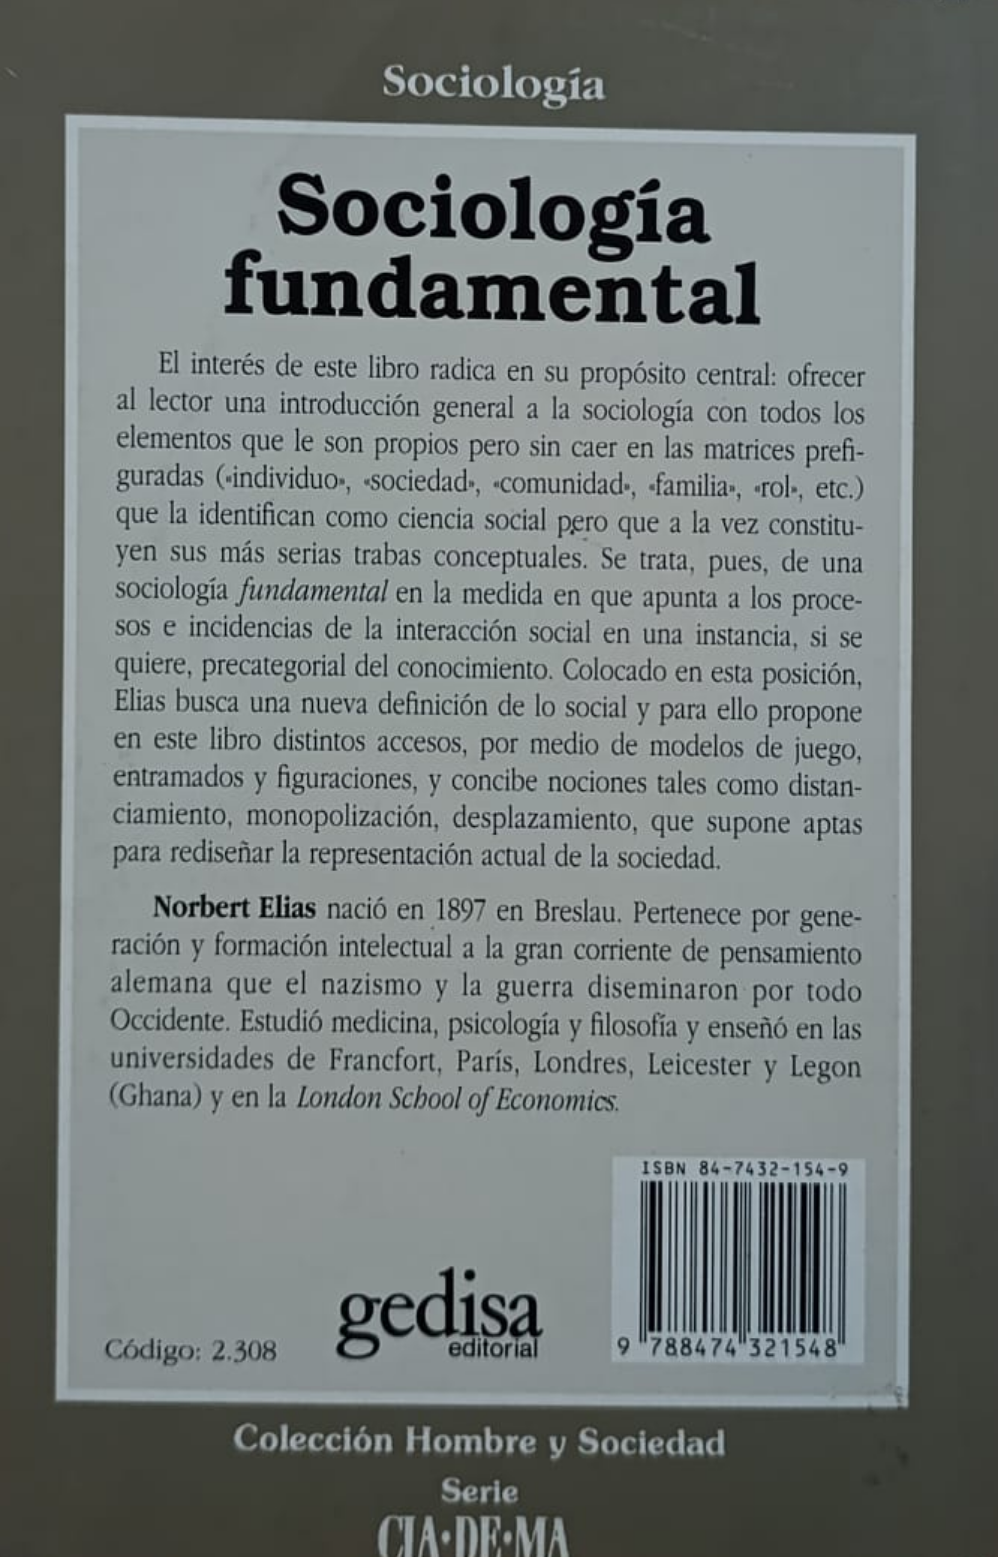 Sociología
Sociología
fundamental
El interés de este libro radica en su propósito central: ofrecer
al lector una introducción general a la sociología con todos los
elementos que le son propios pero sin caer en las matrices prefi-
guradas («individuo», «sociedad», «comunidad», «familia», «rol», etc.)
que la identifican como ciencia social pero que a la vez constitu-
yen sus más serias trabas conceptuales. Se trata, pues, de una
sociología fundamental en la medida en que apunta a los proce-
sos e incidencias de la interacción social en una instancia, si se
quiere, precategorial del conocimiento. Colocado en esta posición,
Elias busca una nueva definición de lo social y para ello propone
en este libro distintos accesos, por medio de modelos de juego,
entramados y figuraciones, y concibe nociones tales como distan-
ciamiento, monopolización, desplazamiento, que supone aptas
para rediseñar la representación actual de la sociedad.
Norbert Elias nació en 1897 en Breslau. Pertenece por gene-
ración y formación intelectual a la gran corriente de pensamiento
alemana que el nazismo y la guerra diseminaron por todo
Occidente. Estudió medicina, psicología y filosofía y enseñó en las
universidades de Francfort, París, Londres, Leicester y Legon
(Ghana) y en la London School of Economics.
ISBN 84-7432-154-9
9 788474 321548
gedisa
editorial
Código: 2.308
Colección Hombre y Sociedad
Serie
CLA•DE•MA